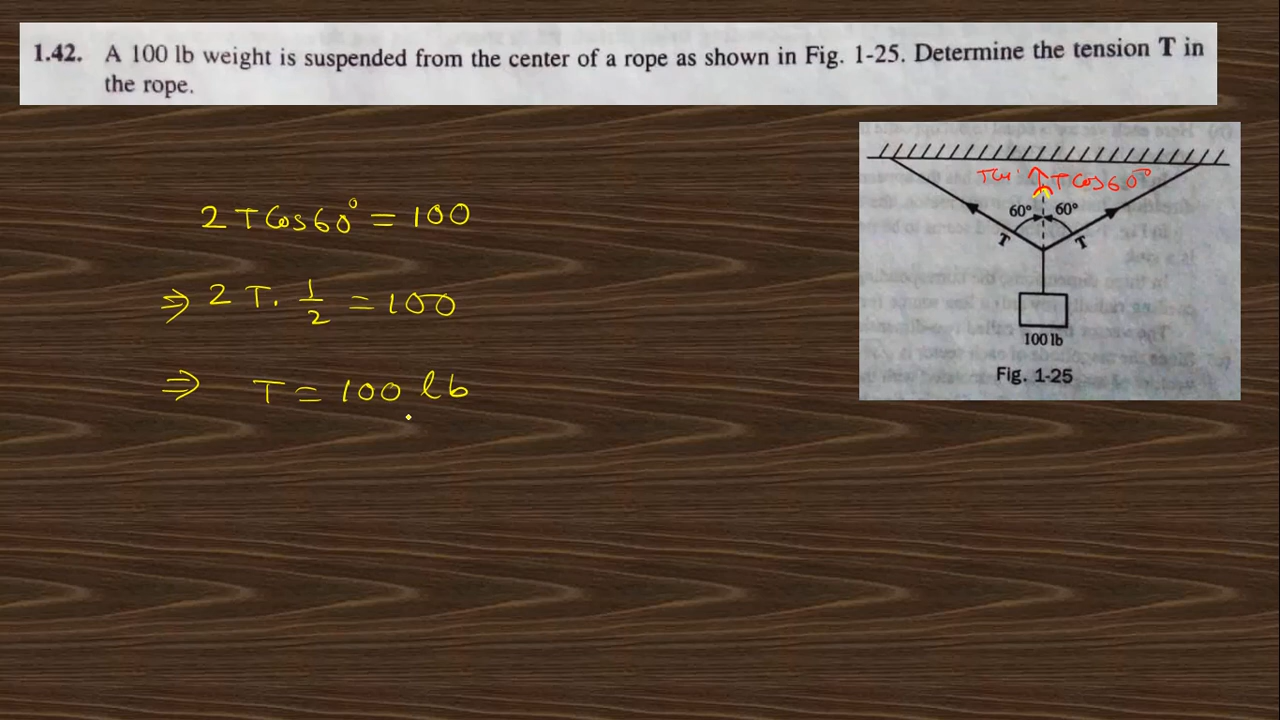 1.42. A 100 lb weight is suspended from the center of a rope as shown in Fig. 1-25. Determine the tension T in
the rope.
2 T Cos 60° = 100
⇒ 2 T. 1/2 = 100
⇒ T = 100 lb
T Cos 60°
60° 60°
T T
100 lb
Fig. 1-25